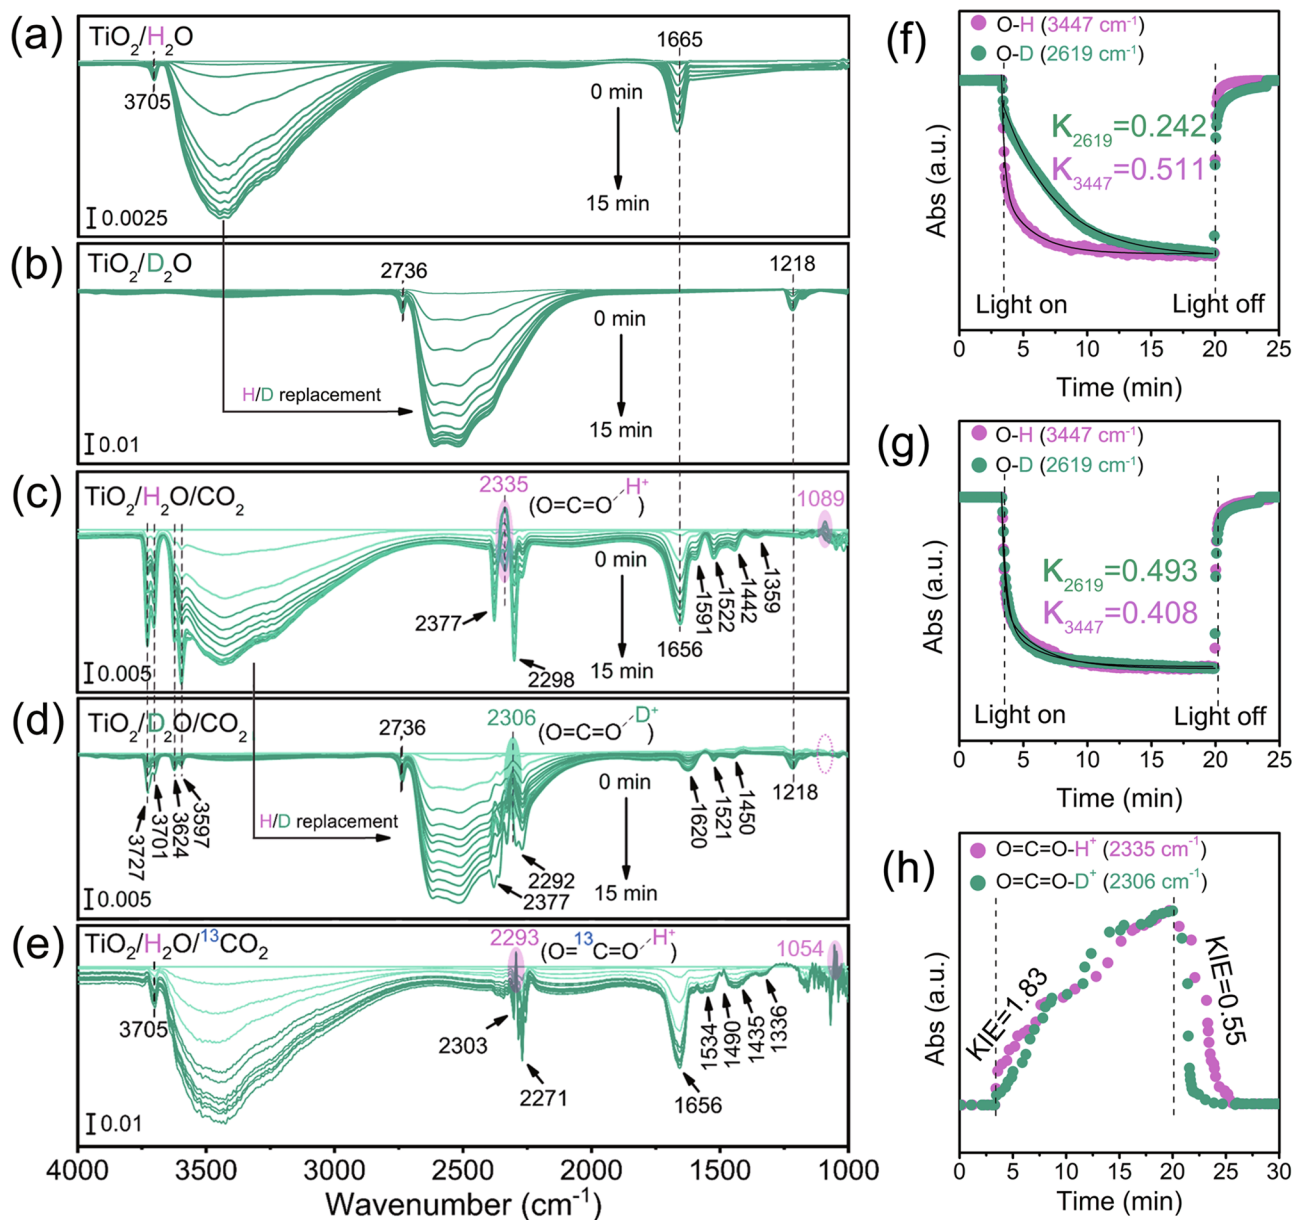 (a)
TiO2/H2O
3705
1665
0 min
15 min
0.0025
(b)
TiO2/D2O
2736
1218
0 min
15 min
H/D replacement
0.01
(c)
TiO2/H2O/CO2
2335
(O=C=O H+)
1089
0 min
15 min
2377
2298
1656
1591
1522
1442
1359
0.005
(d)
TiO2/D2O/CO2
2736
2306
(O=C=O D+)
0 min
15 min
3727
3701
3624
3597
H/D replacement
2292
2377
1620
1521
1450
1218
0.005
(e)
TiO2/H2O/13CO2
2293
(O=13C=O H+)
1054
3705
2303
2271
1656
1534
1490
1435
1336
0.01
4000 3500 3000 2500 2000 1500 1000
Wavenumber (cm-1)
(f)
O-H (3447 cm-1)
O-D (2619 cm-1)
K2619=0.242
K3447=0.511
Light on
Light off
Abs (a.u.)
0 5 10 15 20 25
Time (min)
(g)
O-H (3447 cm-1)
O-D (2619 cm-1)
K2619=0.493
K3447=0.408
Light on
Light off
Abs (a.u.)
0 5 10 15 20 25
Time (min)
(h)
O=C=O-H+ (2335 cm-1)
O=C=O-D+ (2306 cm-1)
KIE=1.83
KIE=0.55
Abs (a.u.)
0 5 10 15 20 25 30
Time (min)